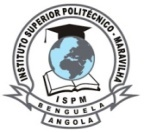 INSTITUTO SUPERIOR POLITÉCNICO - MARAVILHA
ISPM
BENGUELA
ANGOLA